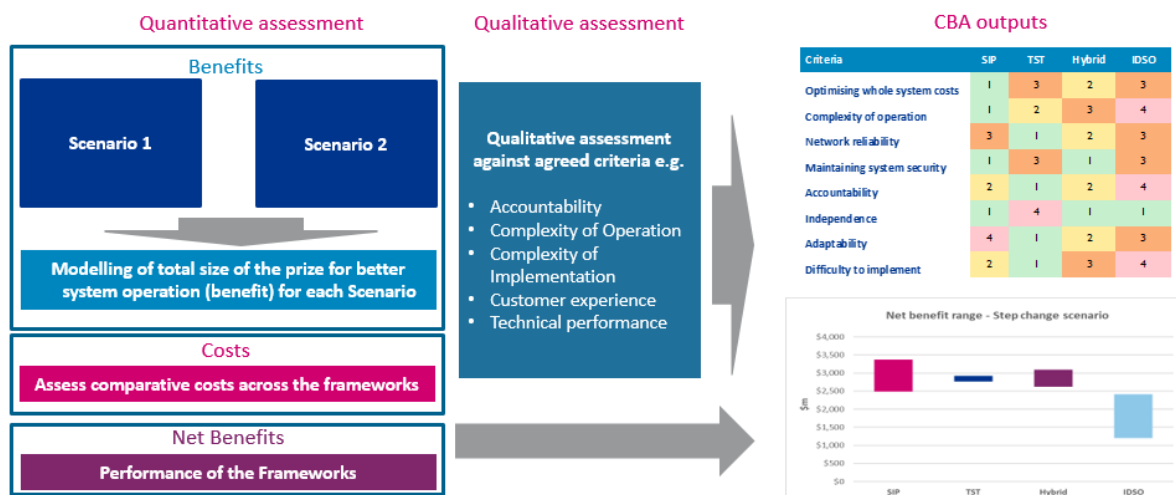 Quantitative assessment
Qualitative assessment
CBA outputs
Benefits
Scenario 1
Scenario 2
Modelling of total size of the prize for better
system operation (benefit) for each Scenario
Costs
Assess comparative costs across the frameworks
Net Benefits
Performance of the Frameworks
Qualitative assessment
against agreed criteria e.g.
• Accountability
• Complexity of Operation
• Complexity of
Implementation
• Customer experience
• Technical performance
Criteria SIP TST Hybrid IDSO
Optimising whole system costs 1 3 2 3
Complexity of operation 1 2 3 4
Network reliability 3 1 2 3
Maintaining system security 1 3 1 3
Accountability 2 1 2 4
Independence 1 4 1 1
Adaptability 4 1 2 3
Difficulty to implement 2 1 3 4
Net benefit range - Step change scenario
$4,000
$3,500
$3,000
$2,500
$2,000
$1,500
$1,000
$500
$0
$m
SIP TST Hybrid IDSO